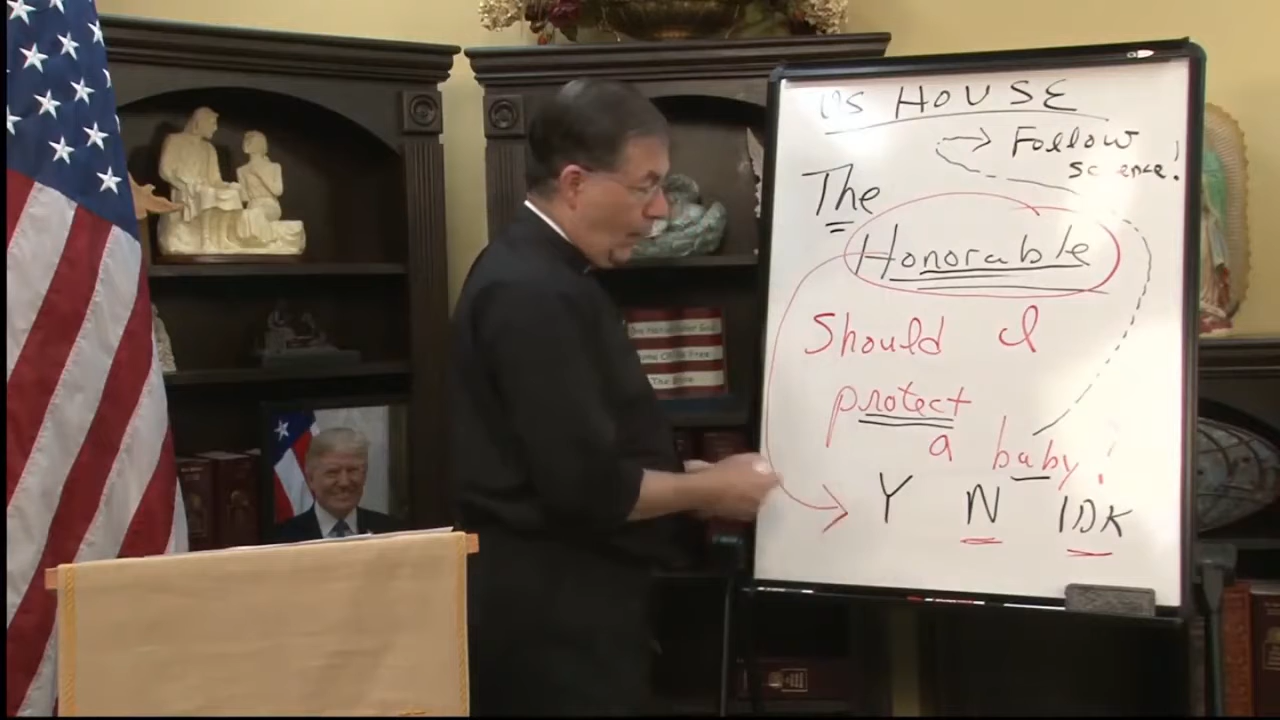 US HOUSE
Follow
Science!
The
Honorable
Should I
protect
a baby?
Y N IDK